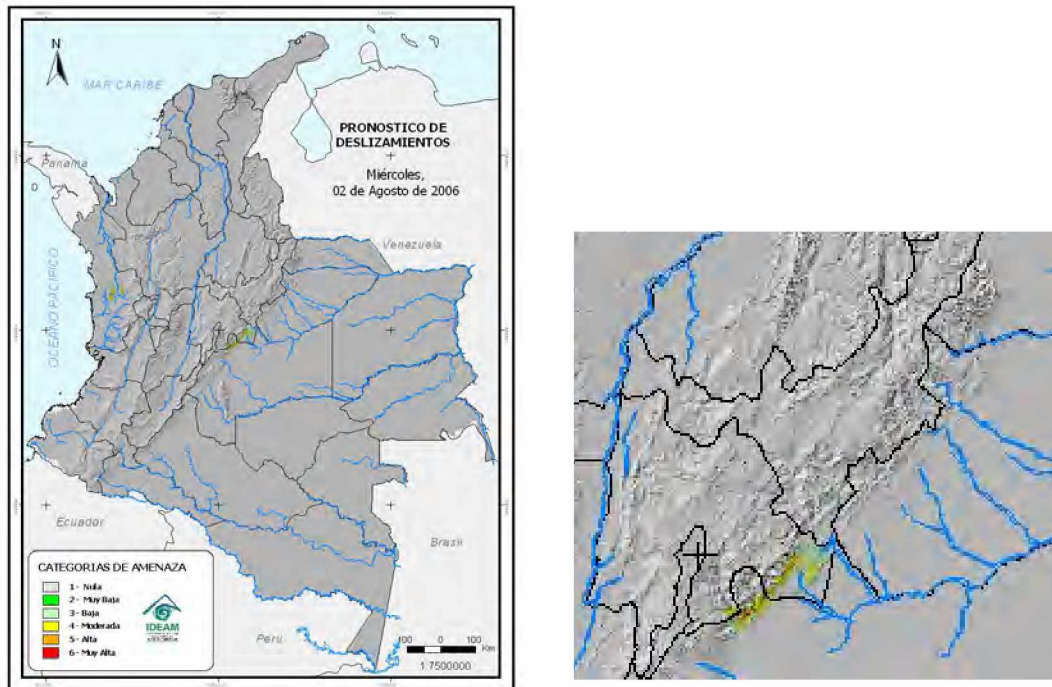 N
MAR CARIBE
PRONOSTICO DE
DESLIZAMIENTOS
Miércoles,
02 de Agosto de 2006
Panama
Venezuela
OCEANO PACIFICO
Ecuador
Brasil
Peru
CATEGORIAS DE AMENAZA
1 - Nula
2 - Muy Baja
3 - Baja
4 - Moderada
5 - Alta
6 - Muy Alta
IDEAM
100 0 100
Km
1:7500000